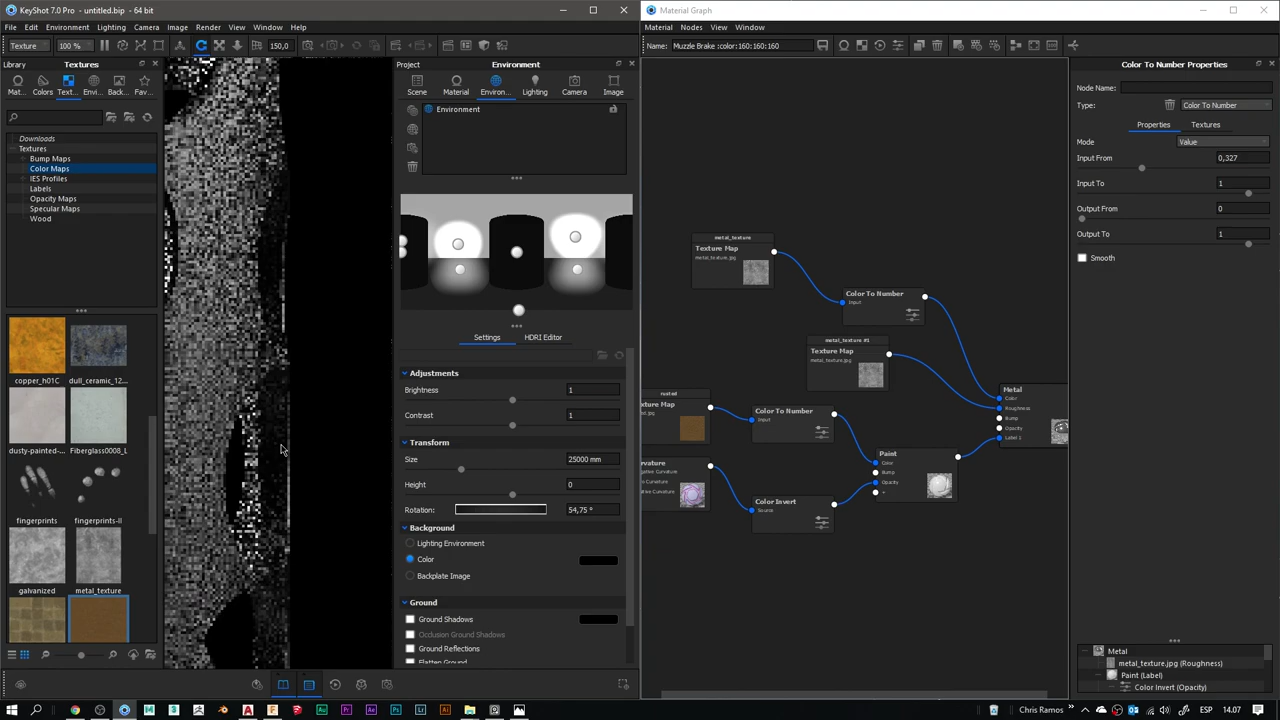 KeyShot 7.0 Pro - untitled.bip - 64 bit
File Edit Environment Lighting Camera Image Render View Window Help
Texture 100 % 150,0
Library Textures
Mat... Colors Text... Envi... Back... Fav...
Downloads
Textures
Bump Maps
Color Maps
IES Profiles
Labels
Opacity Maps
Specular Maps
Wood
copper_h01C dull_ceramic_12...
dusty-painted-... Fiberglass0008_l...
fingerprints fingerprints-II
galvanized metal_texture
Project Environment
Scene Material Environ... Lighting Camera Image
Environment
Settings HDRI Editor
Adjustments
Brightness 1
Contrast 1
Transform
Size 25000 mm
Height 0
Rotation: 54,75 °
Background
Lighting Environment
Color
Backplate Image
Ground
Ground Shadows
Occlusion Ground Shadows
Ground Reflections
Flatten Ground
Material Graph
Material Nodes View Window
Name: Muzzle Brake :color:160:160:160
metal_texture
Texture Map
metal_texture.jpg
Color To Number
Input
metal_texture #1
Texture Map
metal_texture.jpg
rusted
Color To Number
Input
Color Invert
Source
Paint
Color
Bump
Opacity
+
Metal
Color
Roughness
Bump
Opacity
Label 1
Color To Number Properties
Node Name:
Type: Color To Number
Properties Textures
Mode Value
Input From 0,327
Input To 1
Output From 0
Output To 1
Smooth
Metal
metal_texture.jpg (Roughness)
Paint (Label)
Color Invert (Opacity)
Chris Ramos ESP 14.07